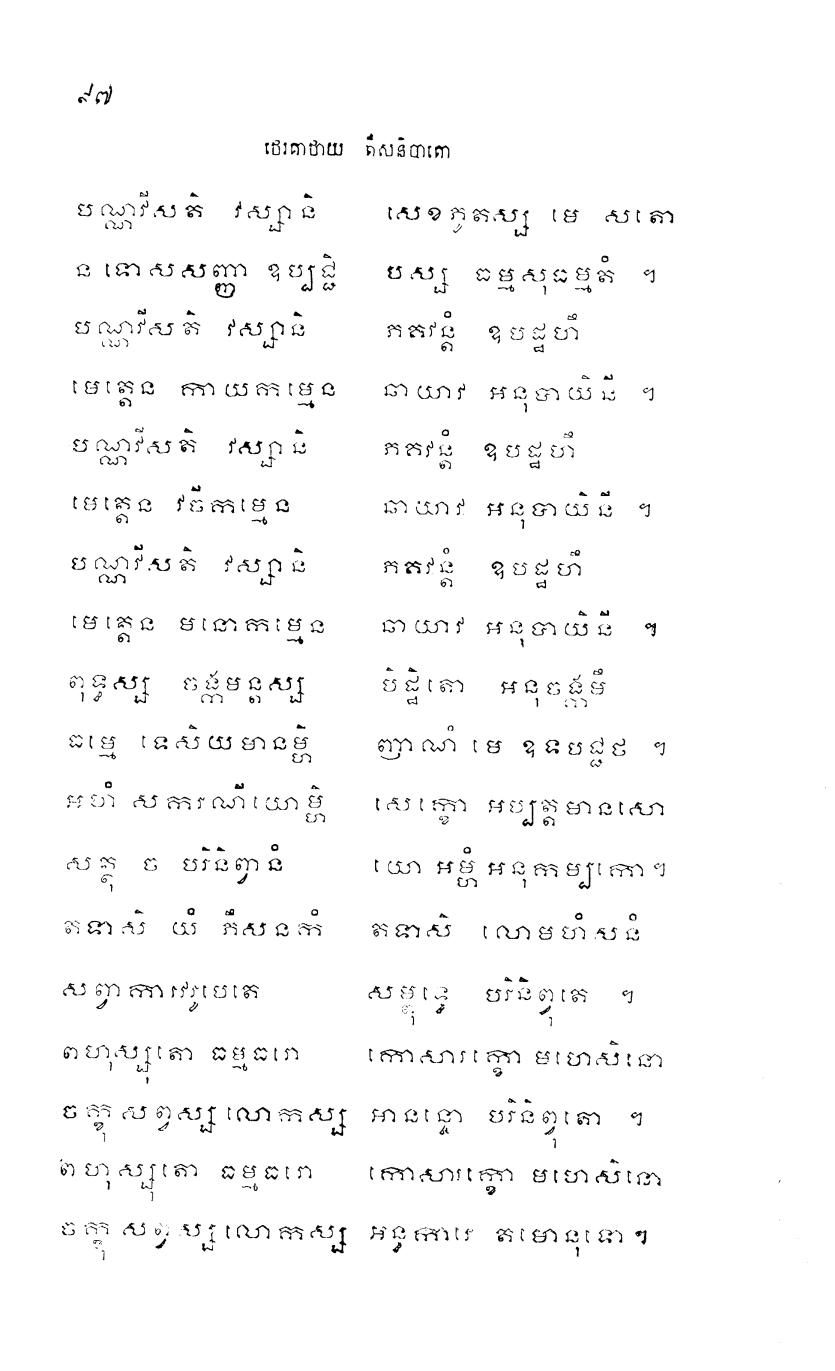 ៩៧
ថេរគាថាយ តឹសនិបាតោ
បណ្ណវីសតិ វស្សានិ សេខភូតស្ស មេ សតោ
ន ទោសសញ្ញា ឧប្បជ្ជិ បស្ស ធម្មសុធម្មតំ ។
បណ្ណវីសតិ វស្សានិ ភគវន្តំ ឧបដ្ឋហឹ
មេត្តេន កាយកម្មេន ឆាយាវ អនុបាយិនី ។
បណ្ណវីសតិ វស្សានិ ភគវន្តំ ឧបដ្ឋហឹ
មេត្តេន វចីកម្មេន ឆាយាវ អនុបាយិនី ។
បណ្ណវីសតិ វស្សានិ ភគវន្តំ ឧបដ្ឋហឹ
មេត្តេន មនោកម្មេន ឆាយាវ អនុបាយិនី ។
ពុទ្ធស្ស ចង្កមន្តស្ស បិដ្ឋិតោ អនុចង្កមឹ
ធម្មេ ទេសិយមានម្ហិ ញាណំ មេ ឧទបជ្ជថ ។
អហំ សករណីយោម្ហិ សេក្ខោ អប្បត្តមានសោ
សត្ថុ ច បរិនិព្វានំ យោ អម្ហំ អនុកម្បកោ។
តទាសិ យំ ភឹសនកំ តទាសិ លោមហំសនំ
សព្វាការវរូបេតេ សម្ពុទ្ធេ បរិនិព្វុតេ ។
ពហុស្សុតោ ធម្មធរោ កោសារក្ខោ មហេសិនោ
ចក្ខុ សព្វស្ស លោកស្ស អានន្ទោ បរិនិព្វុតោ ។
ពហុស្សុតោ ធម្មធរោ កោសារក្ខោ មហេសិនោ
ចក្ខុ សព្វស្ស លោកស្ស អន្ធការេ តមោនុទោ។